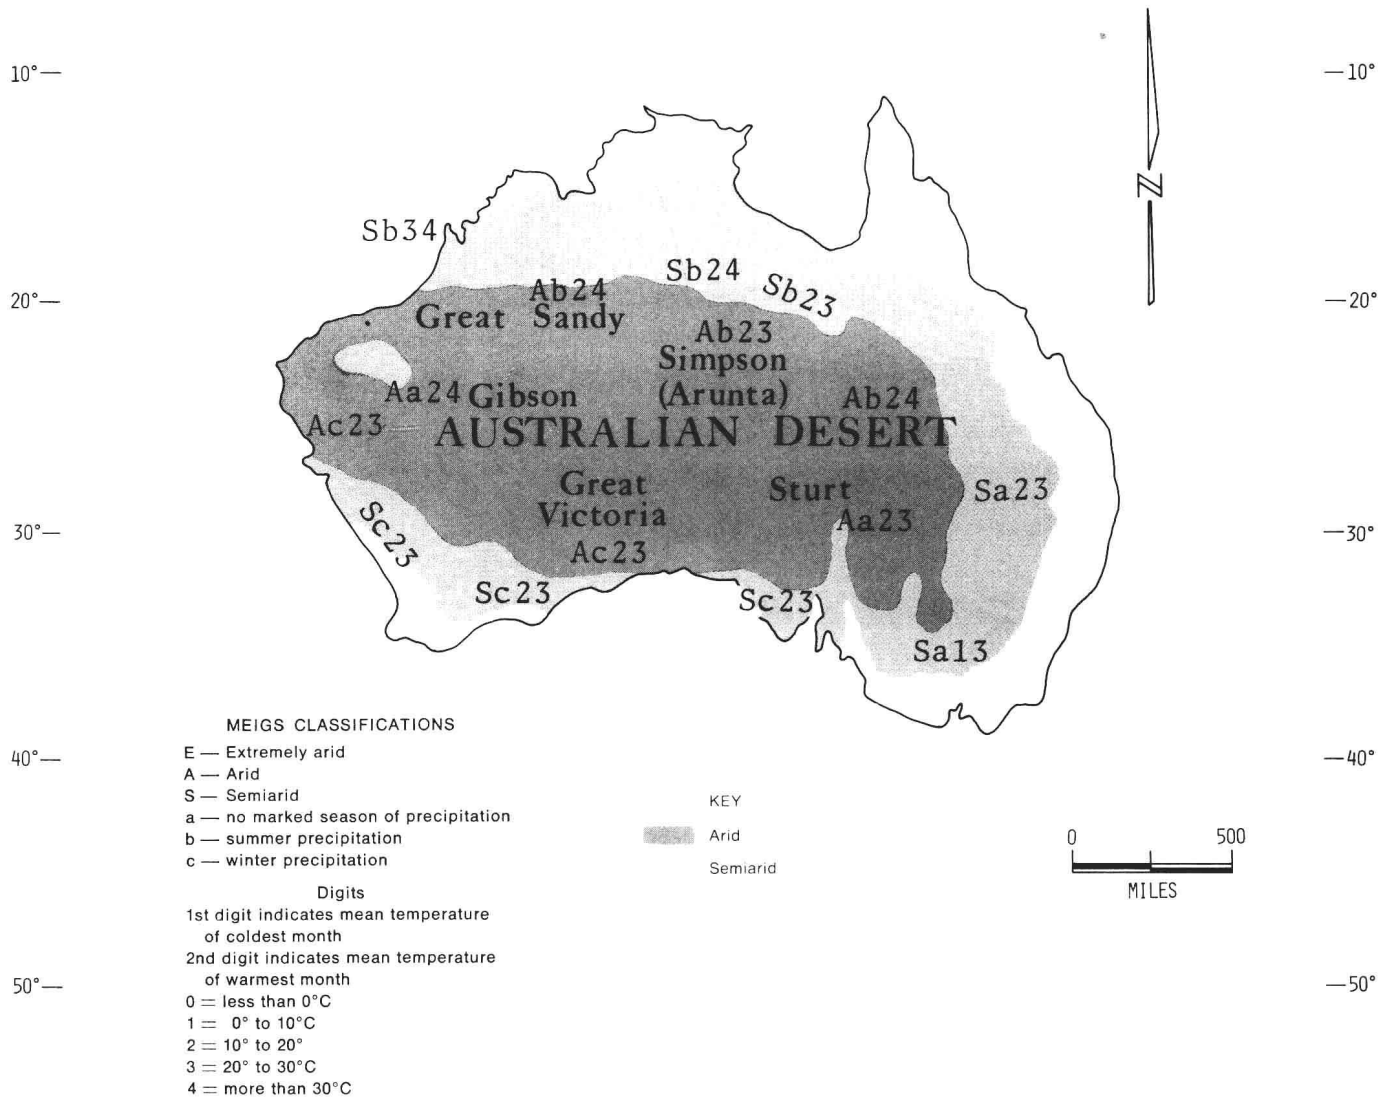 10°—
—10°
N
Sb34
Sb24
Sb23
20°—
—20°
Ab24
Great Sandy
Ab23
Simpson
(Arunta)
Aa24
Gibson
Ab24
Ac23
AUSTRALIAN DESERT
Great
Victoria
Sturt
Sa23
Aa23
Sc23
30°—
—30°
Ac23
Sc23
Sc23
Sa13
MEIGS CLASSIFICATIONS
E — Extremely arid
A — Arid
S — Semiarid
a — no marked season of precipitation
b — summer precipitation
c — winter precipitation
40°—
—40°
KEY
Arid
Semiarid
0 500
MILES
Digits
1st digit indicates mean temperature
of coldest month
2nd digit indicates mean temperature
of warmest month
0 = less than 0°C
1 = 0° to 10°C
2 = 10° to 20°
3 = 20° to 30°C
4 = more than 30°C
50°—
—50°